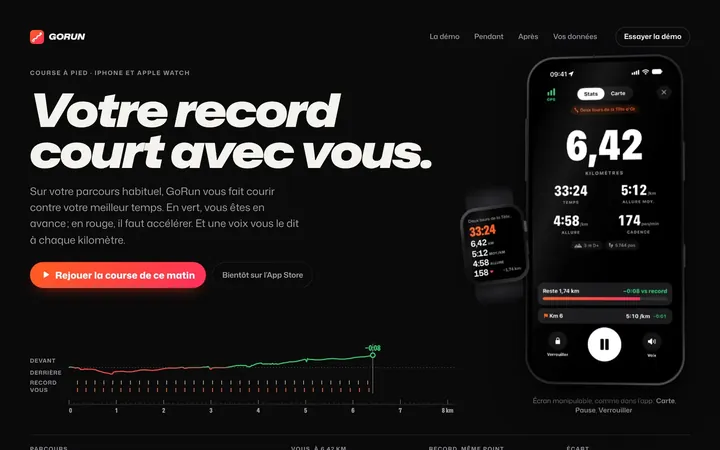 GORUN
La démo
Pendant
Après
Vos données
Essayer la démo
COURSE À PIED · IPHONE ET APPLE WATCH
Votre record
court avec vous.
Sur votre parcours habituel, GoRun vous fait courir
contre votre meilleur temps. En vert, vous êtes en
avance ; en rouge, il faut accélérer. Et une voix vous le dit
à chaque kilomètre.
Rejouer la course de ce matin
Bientôt sur l'App Store
09:41
GPS
Stats
Carte
6,42
KILOMÈTRES
33:24
TEMPS
5:12 /km
ALLURE MOY.
4:58 /km
ALLURE
174
CADENCE
Reste 1,74 km
−0:08 vs record
Km 6
5:10 /km
−0:01
Verrouiller
Voix
33:24
6,42
5:12
4:58
158
1,74 km
Écran manipulable, comme dans l'app: Carte,
Pause, Verrouiller
−0:08
DEVANT
DERRIÈRE
RECORD
VOUS
0 1 2 3 4 5 6 7 8 km
PARCOURS
VOUS, À 6,42 KM
RECORD, MÊME POINT
ÉCART